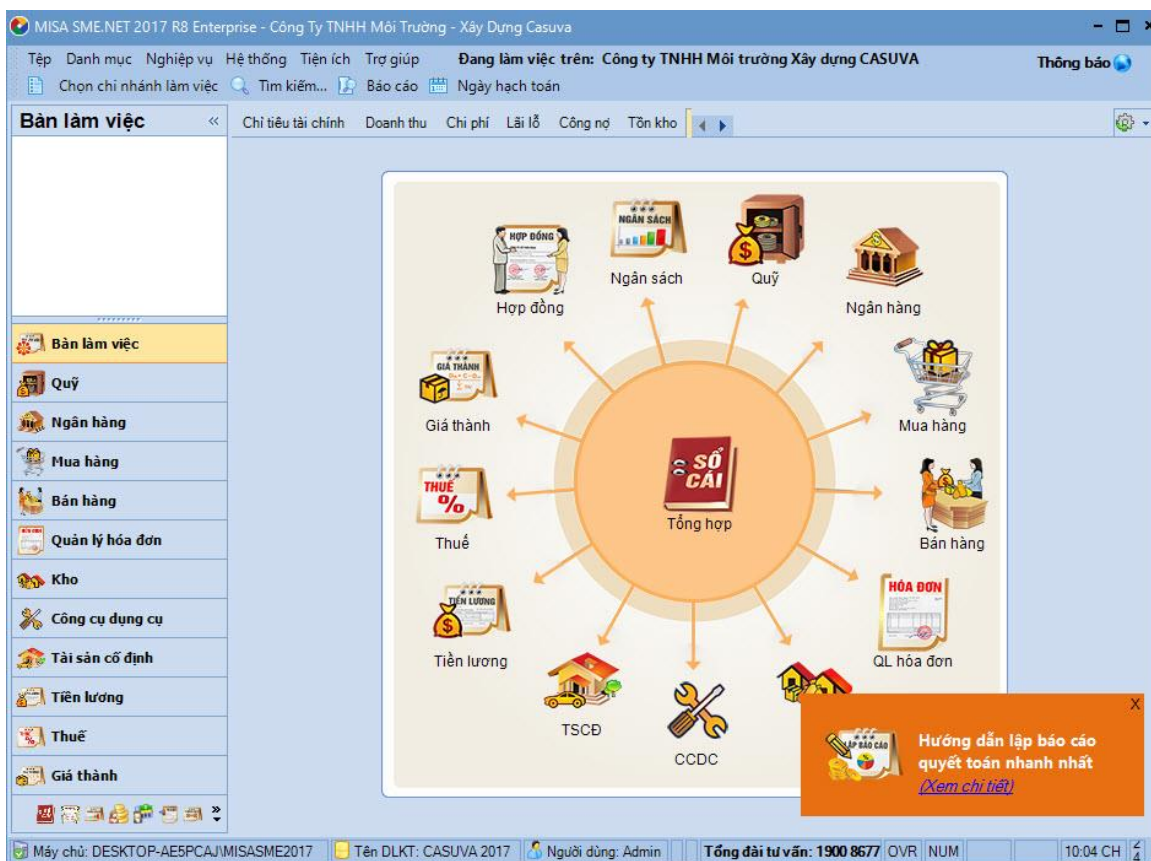 MISA SME.NET 2017 R8 Enterprise - Công Ty TNHH Môi Trường - Xây Dựng Casuva
Tệp Danh mục Nghiệp vụ Hệ thống Tiện ích Trợ giúp Đang làm việc trên: Công ty TNHH Môi trường Xây dựng CASUVA Thông báo
Chọn chi nhánh làm việc Tìm kiếm... Báo cáo Ngày hạch toán
Bàn làm việc « Chỉ tiêu tài chính Doanh thu Chi phí Lãi lỗ Công nợ Tồn kho
Bàn làm việc
Quỹ
Ngân hàng
Mua hàng
Bán hàng
Quản lý hóa đơn
Kho
Công cụ dụng cụ
Tài sản cố định
Tiền lương
Thuế
Giá thành
HỢP ĐỒNG
Hợp đồng
NGÂN SÁCH
Ngân sách
Quỹ
Ngân hàng
Mua hàng
Bán hàng
HÓA ĐƠN
QL hóa đơn
CCDC
TSCĐ
TIỀN LƯƠNG
Tiền lương
THUẾ
%
Thuế
GIÁ THÀNH
Giá thành
SỔ
CÁI
Tổng hợp
LẬP BÁO CÁO
Hướng dẫn lập báo cáo
quyết toán nhanh nhất
(Xem chi tiết)
X
Máy chủ: DESKTOP-AE5PCAJ\MISASME2017 Tên DLKT: CASUVA 2017 Người dùng: Admin Tổng đài tư vấn: 1900 8677 OVR NUM 10:04 CH